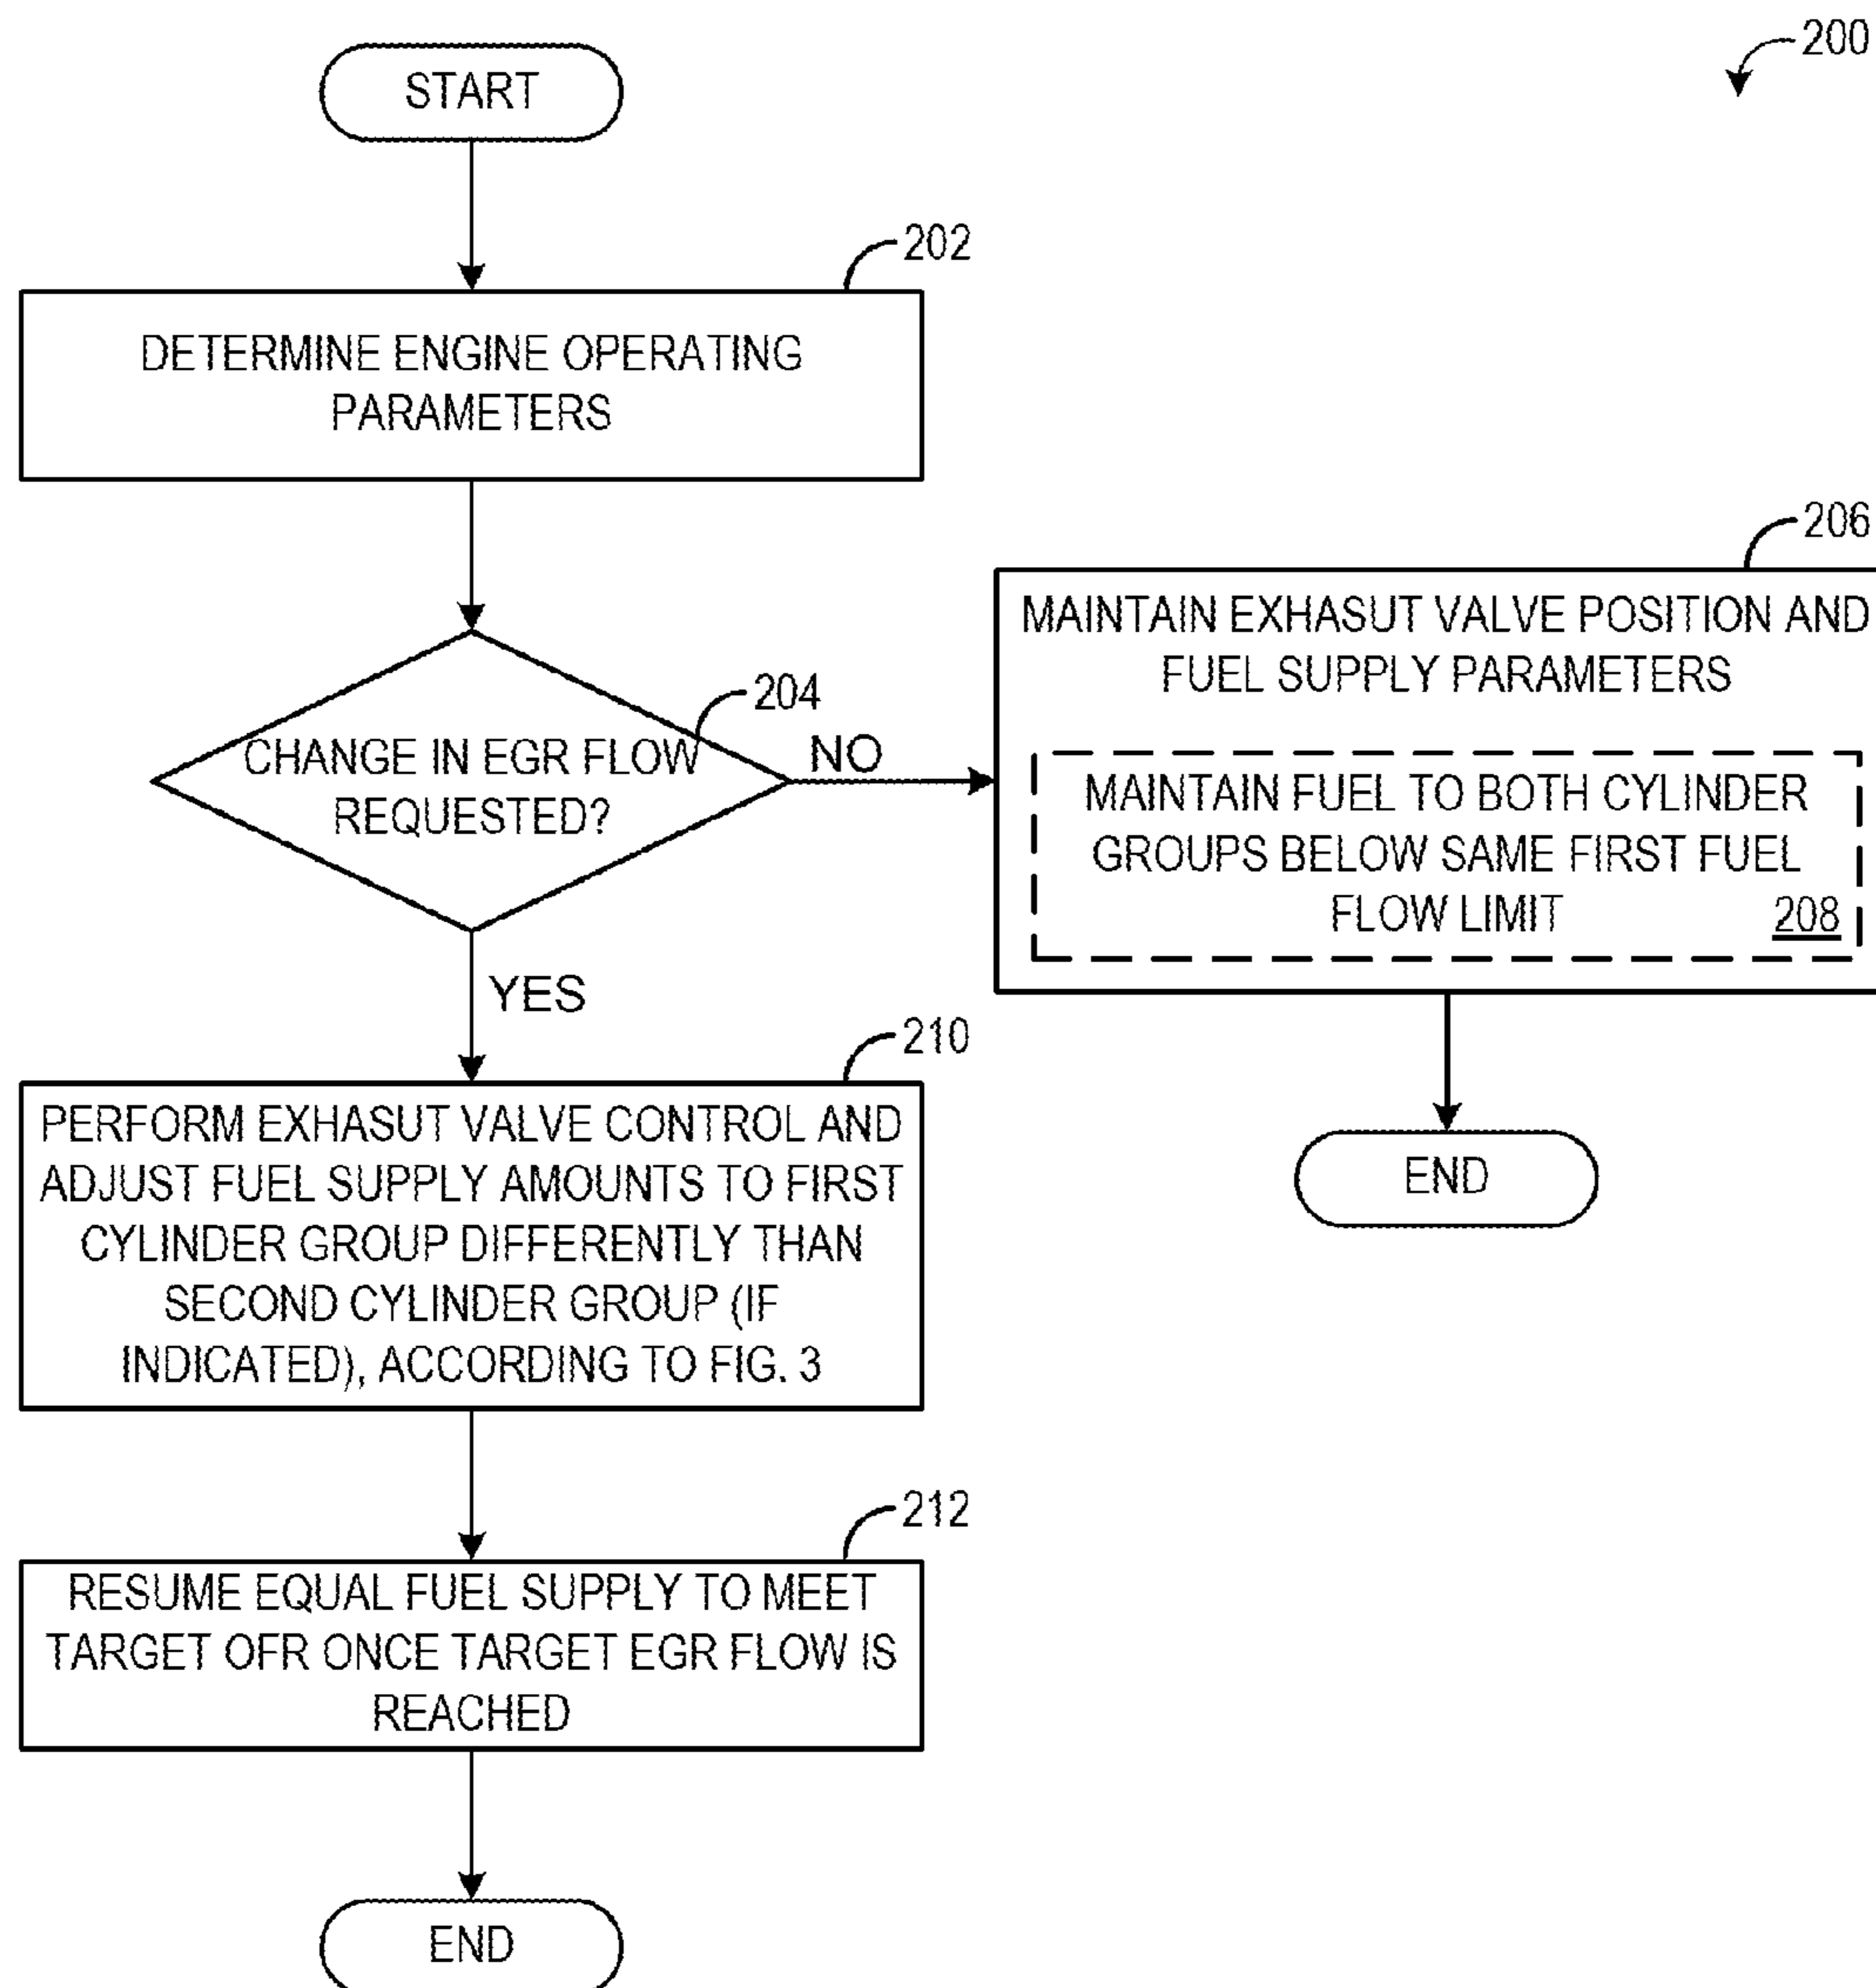 200
START
202
DETERMINE ENGINE OPERATING
PARAMETERS
204
CHANGE IN EGR FLOW
REQUESTED?
NO
206
MAINTAIN EXHASUT VALVE POSITION AND
FUEL SUPPLY PARAMETERS
MAINTAIN FUEL TO BOTH CYLINDER
GROUPS BELOW SAME FIRST FUEL
FLOW LIMIT
208
END
YES
210
PERFORM EXHASUT VALVE CONTROL AND
ADJUST FUEL SUPPLY AMOUNTS TO FIRST
CYLINDER GROUP DIFFERENTLY THAN
SECOND CYLINDER GROUP (IF
INDICATED), ACCORDING TO FIG. 3
212
RESUME EQUAL FUEL SUPPLY TO MEET
TARGET OFR ONCE TARGET EGR FLOW IS
REACHED
END